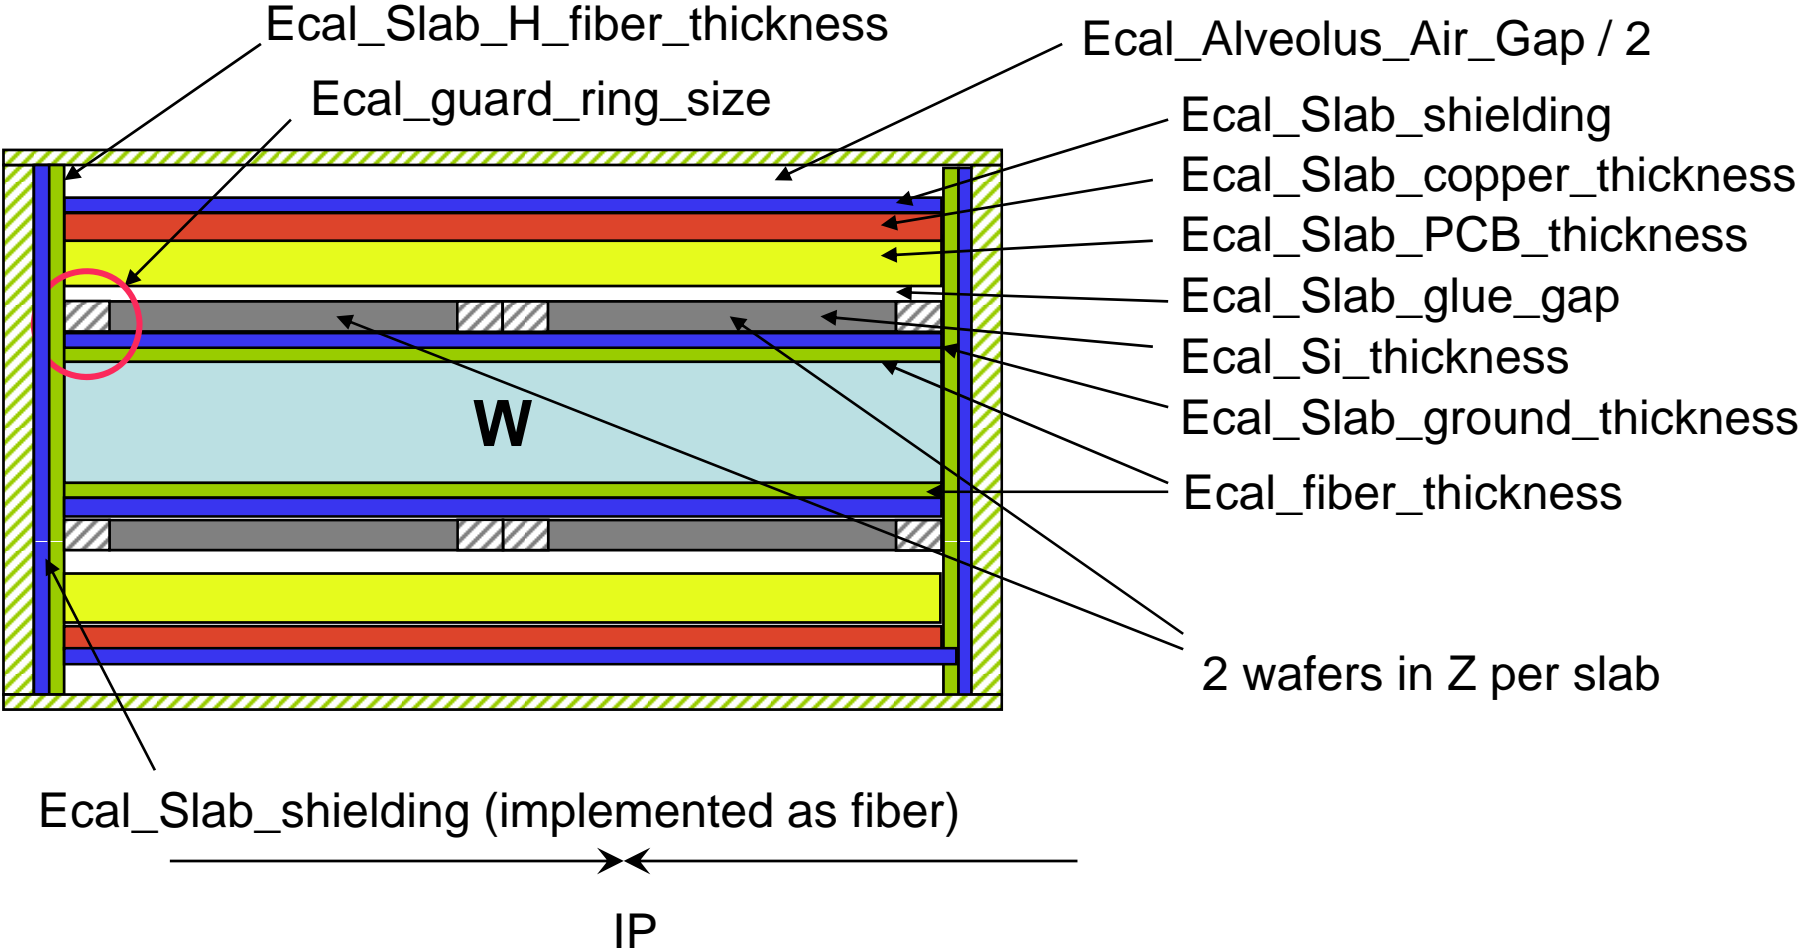 Ecal_Slab_H_fiber_thickness
Ecal_Alveolus_Air_Gap / 2
Ecal_guard_ring_size
Ecal_Slab_shielding
Ecal_Slab_copper_thickness
Ecal_Slab_PCB_thickness
Ecal_Slab_glue_gap
Ecal_Si_thickness
Ecal_Slab_ground_thickness
W
Ecal_fiber_thickness
2 wafers in Z per slab
Ecal_Slab_shielding (implemented as fiber)
IP